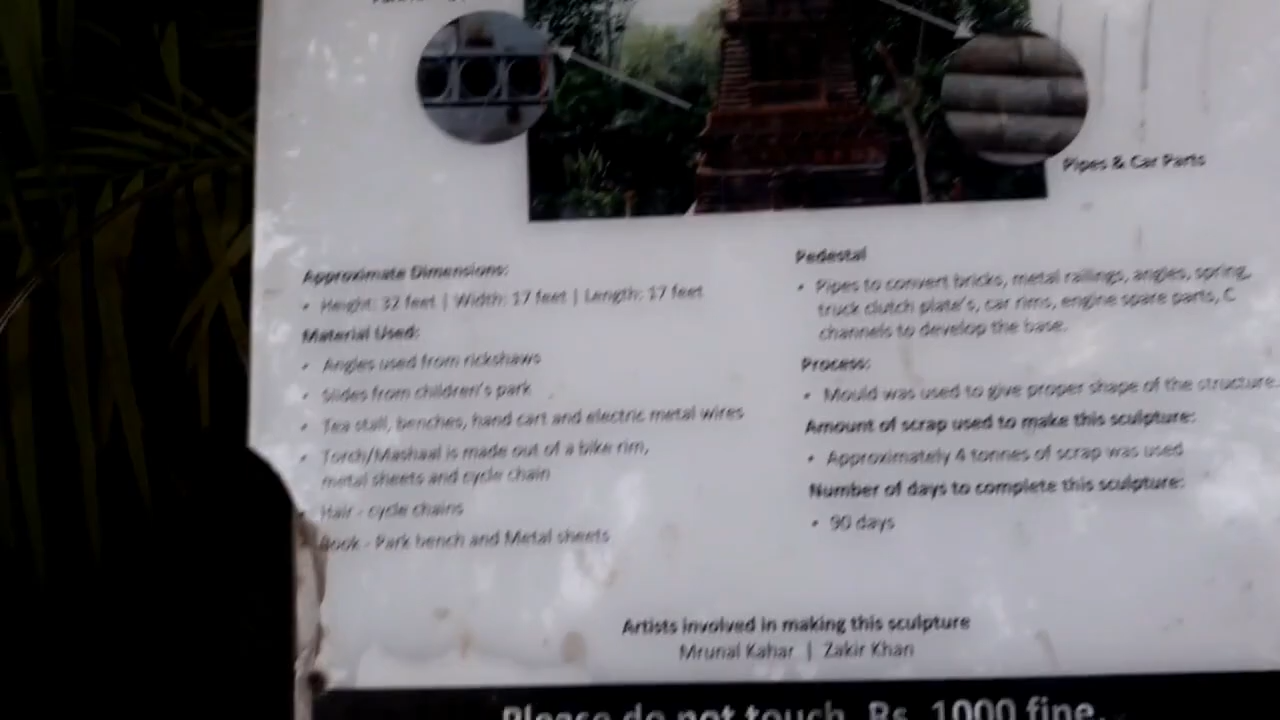 Pipes & Car Parts
Approximate Dimensions:
• Height: 32 feet | Width: 17 feet | Length: 17 feet
Material Used:
• Angles used from rickshaws
• Slides from children's park
• Tea stall, benches, hand cart and electric metal wires
• Torch/Mashaal is made out of a bike rim,
metal sheets and cycle chain
• Hair - cycle chains
Book - Park bench and Metal sheets
Pedestal
• Pipes to convert bricks, metal railings, angles, spring,
truck clutch plate's, car rims, engine spare parts, C
channels to develop the base.
Process:
• Mould was used to give proper shape of the structure.
Amount of scrap used to make this sculpture:
• Approximately 4 tonnes of scrap was used
Number of days to complete this sculpture:
• 90 days
Artists involved in making this sculpture
Mrunal Kahar | Zakir Khan
Please do not touch. Rs. 1000 fine.